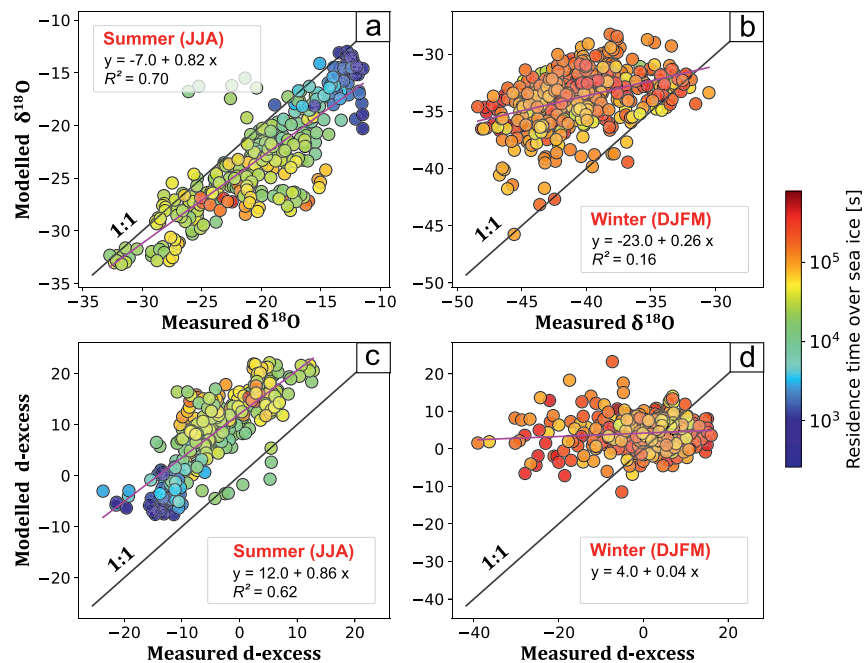 a
Summer (JJA)
y = -7.0 + 0.82 x
R² = 0.70
1:1
−10
−15
−20
−25
−30
−35
Modelled δ¹⁸O
−35 −30 −25 −20 −15 −10
Measured δ¹⁸O
b
Winter (DJFM)
y = -23.0 + 0.26 x
R² = 0.16
1:1
−30
−35
−40
−45
−50
−50 −45 −40 −35 −30
Modelled δ¹⁸O
Measured δ¹⁸O
c
Summer (JJA)
y = 12.0 + 0.86 x
R² = 0.62
1:1
20
10
0
−10
−20
Modelled d-excess
−20 −10 0 10 20
Measured d-excess
d
Winter (DJFM)
y = 4.0 + 0.04 x
1:1
20
10
0
−10
−20
−30
−40
Modelled d-excess
−40 −20 0 20
Measured d-excess
10⁵
10⁴
10³
Residence time over sea ice [s]